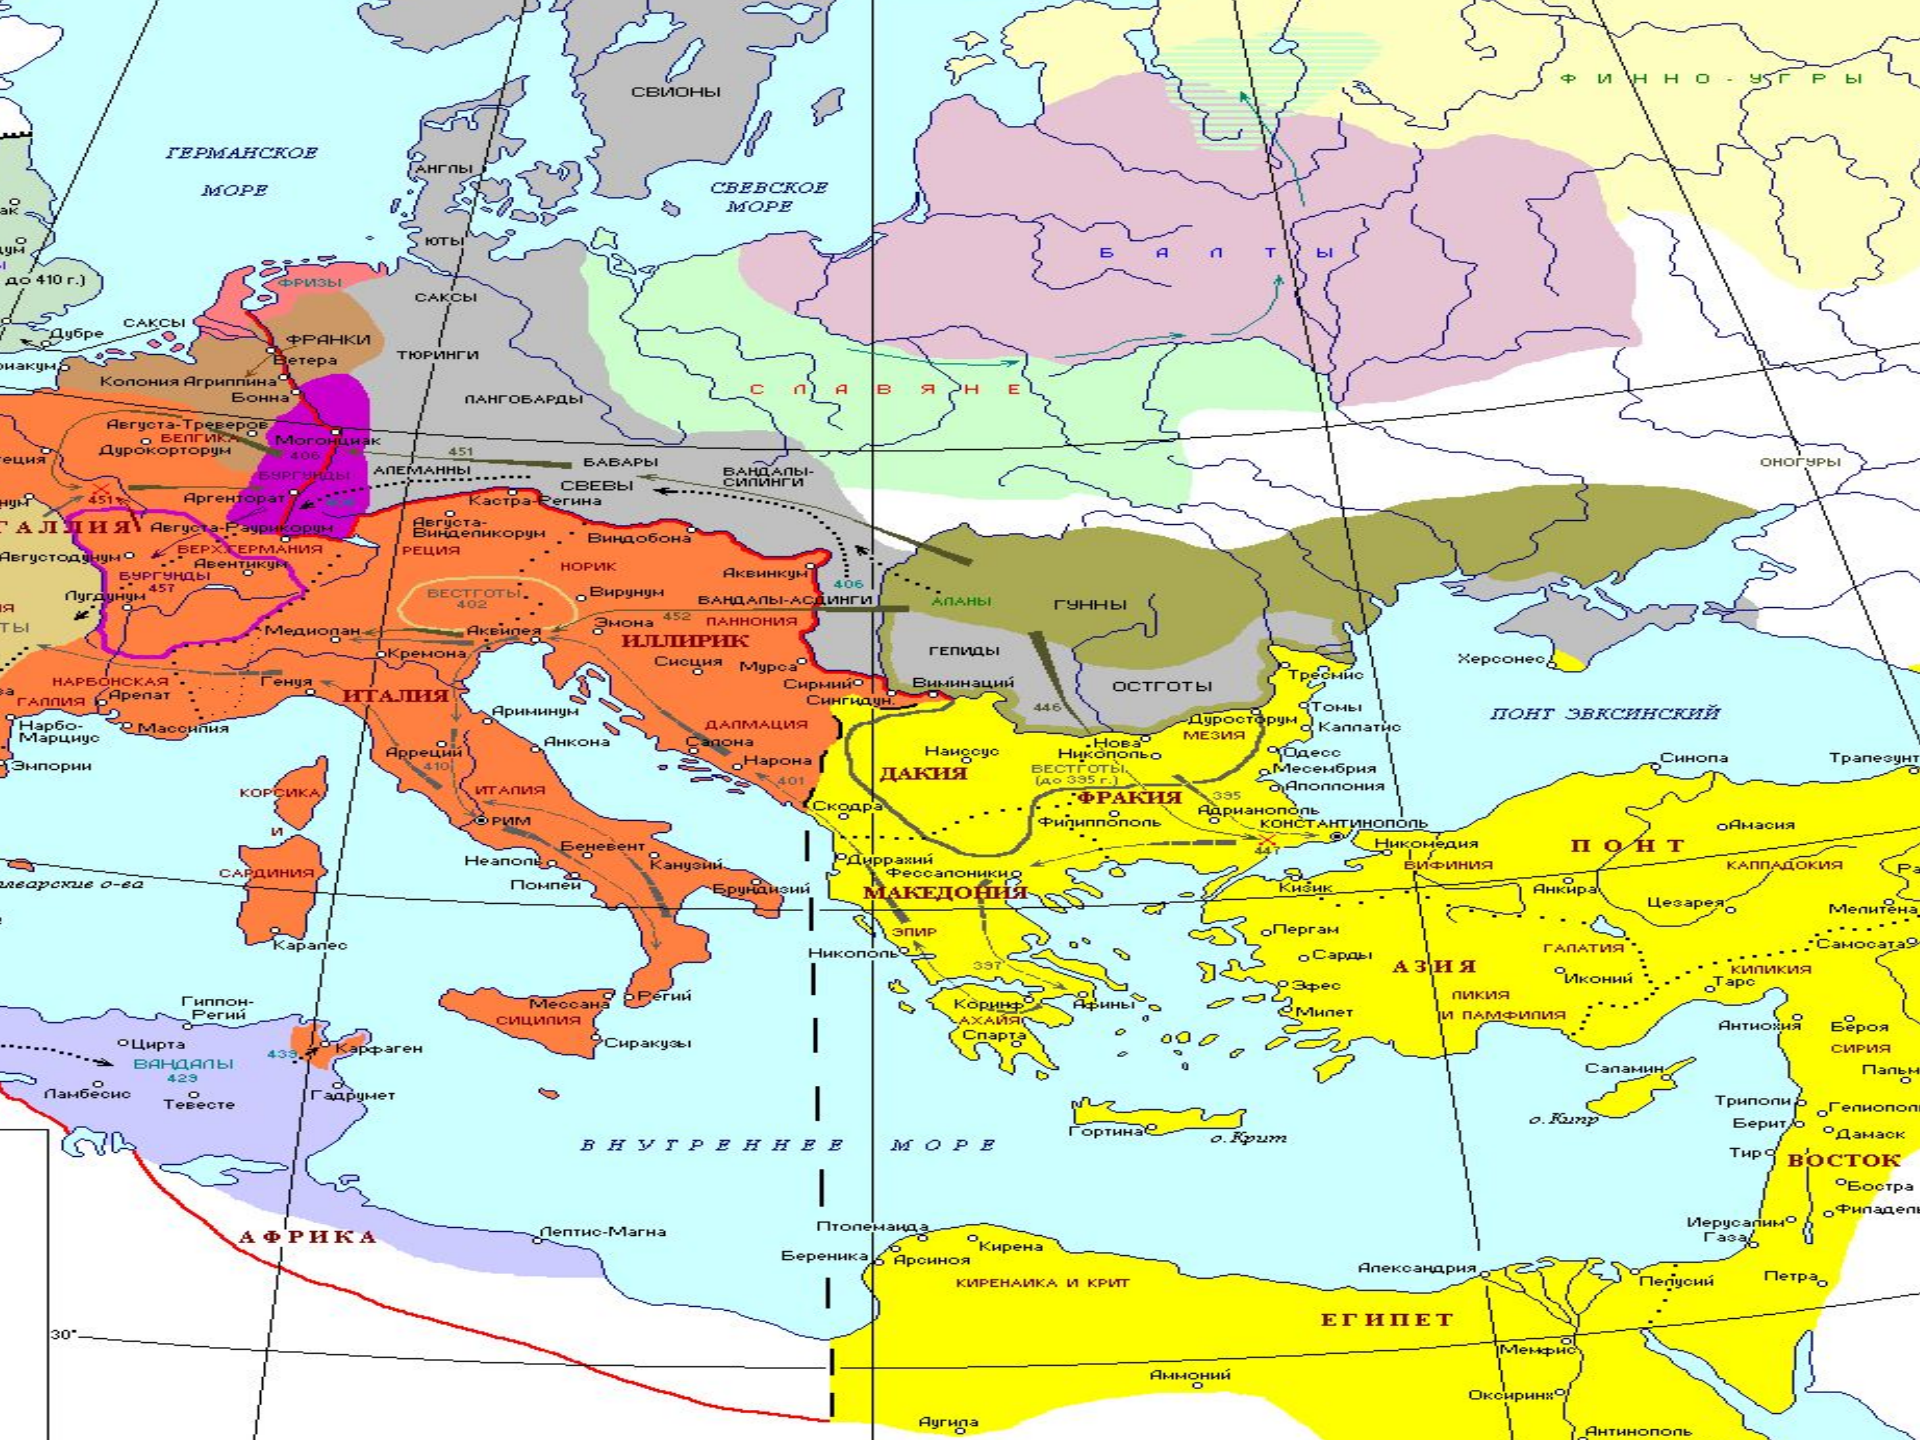 ФИННО-УГРЫ
СВИОНЫ
ГЕРМАНСКОЕ
МОРЕ
АНГЛЫ
СВЕВСКОЕ
МОРЕ
ЮТЫ
БАЛТЫ
до 410 г.)
ФРИЗЫ
САКСЫ
САКСЫ
Дубре
ФРАНКИ
Ветера
ТЮРИНГИ
Колония Агриппина
Бонна
ЛАНГОБАРДЫ
СЛАВЯНЕ
Августа-Треверов
БЕЛГИКА
Дурокорторум
Могонциак
406
451
БАВАРЫ
АЛЕМАННЫ
БУРГУНДЫ
СВЕВЫ
ВАНДАЛЫ-
СИЛИНГИ
ОНОГУРЫ
451
Аргенторат
Кастра-Регина
ГАЛЛИЯ
Августа-Раурикорум
Августа-
Винделикорум
Виндобона
ВЕРХ.ГЕРМАНИЯ
РЕЦИЯ
Августодунум
Авентикум
НОРИК
Аквинкум
БУРГУНДЫ
457
Лугдунум
ВЕСТГОТЫ
402
Вирунум
406
ВАНДАЛЫ-АСДИНГИ
АЛАНЫ
ГУННЫ
Медиолан
Аквилея
Эмона
452
ПАННОНИЯ
ИЛЛИРИК
Кремона
Сисция
Мурса
ГЕПИДЫ
Херсонес
НАРБОНСКАЯ
ГАЛЛИЯ
Арелат
Генуя
ИТАЛИЯ
Сирмий
Сингидун.
Виминаций
ОСТГОТЫ
Тресмис
446
Томы
Каллатис
Нарбо-
Марциус
Массилия
Ариминум
ДАЛМАЦИЯ
Дуросторум
МЕЗИЯ
ПОНТ ЭВКСИНСКИЙ
Эмпории
Арреций
410
Анкона
Салона
Нарона
401
Наиссус
ДАКИЯ
Нова
Никополь
ВЕСТГОТЫ
(до 395 г.)
ФРАКИЯ
Одесс
Месембрия
Аполлония
395
Синопа
Трапезунт
КОРСИКА
И
САРДИНИЯ
ИТАЛИЯ
РИМ
Скодра
Филиппополь
Адрианополь
КОНСТАНТИНОПОЛЬ
447
Никомедия
ВИФИНИЯ
ПОНТ
Амасия
КАППАДОКИЯ
Неаполь
Беневент
Канузий
Помпеи
Брундизий
Диррахий
Фессалоники
МАКЕДОНИЯ
Кизик
Анкира
Цезарея
Мелитена
Каралес
ЭПИР
Никополь
397
Пергам
Сарды
АЗИЯ
ГАЛАТИЯ
Самосата
Иконий
КИЛИКИЯ
Тарс
Гиппон-
Регий
Мессана
Регий
СИЦИЛИЯ
Сиракузы
Коринф
Афины
АХАЙЯ
Спарта
Эфес
Милет
ЛИКИЯ
И ПАМФИЛИЯ
Антиохия
Бероя
СИРИЯ
Цирта
ВАНДАЛЫ
429
439
Карфаген
Саламин
о. Кипр
Ламбесис
Тевесте
Гадрумет
Триполи
Берит
Тир
Дамаск
ВОСТОК
Гортина
о. Крит
ВНУТРЕННЕЕ МОРЕ
Бостра
АФРИКА
Лептис-Магна
Птолемаида
Береника
Арсиноя
Кирена
КИРЕНАИКА И КРИТ
Иерусалим
Газа
Александрия
Пелусий
Петра
ЕГИПЕТ
30°
Мемфис
Аммоний
Оксиринх
Аугила
Антинополь